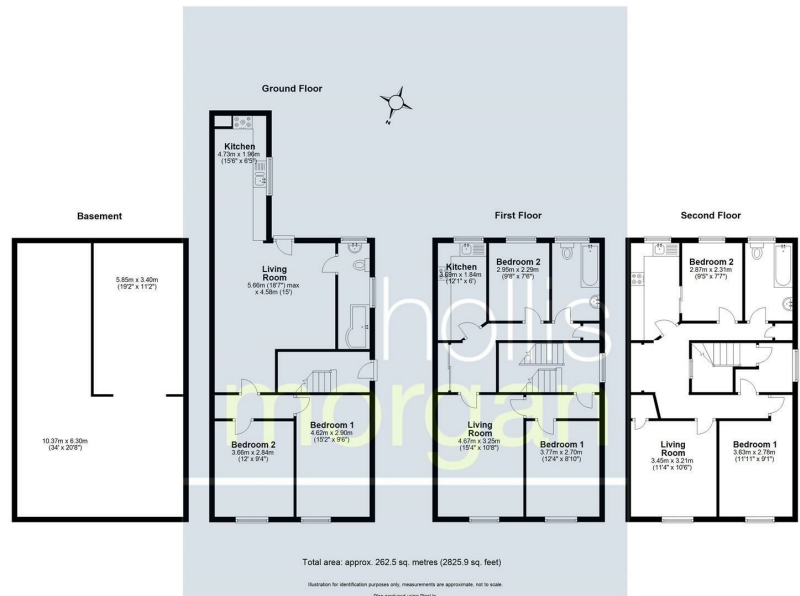 Ground Floor
Kitchen
4.73m x 1.96m
(15'6" x 6'5")
Living
Room
5.66m (18'7") max
x 4.58m (15')
Bedroom 2
3.66m x 2.84m
(12' x 9'4")
Bedroom 1
4.62m x 2.90m
(15'2" x 9'6")
N
Basement
5.85m x 3.40m
(19'2" x 11'2")
10.37m x 6.30m
(34' x 20'8")
First Floor
Kitchen
x 1.84m
(12'1" x 6')
Bedroom 2
2.95m x 2.29m
(9'8" x 7'6")
Living
Room
4.67m x 3.25m
(15'4" x 10'8")
Bedroom 1
3.77m x 2.70m
(12'4" x 8'10")
Second Floor
Bedroom 2
2.87m x 2.31m
(9'5" x 7'7")
Living
Room
3.45m x 3.21m
(11'4" x 10'6")
Bedroom 1
3.63m x 2.78m
(11'11" x 9'1")
hollis
morgan
Total area: approx. 262.5 sq. metres (2825.9 sq. feet)
Illustration for identification purposes only, measurements are approximate, not to scale.